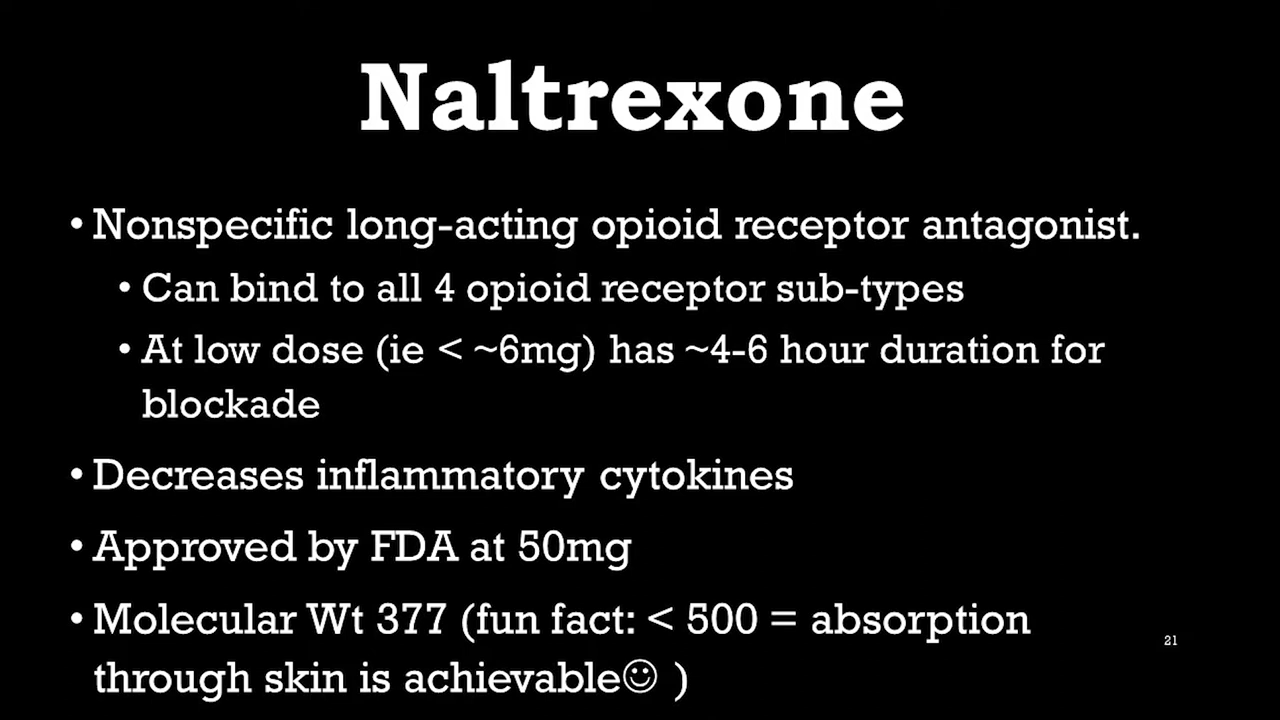 Naltrexone
• Nonspecific long-acting opioid receptor antagonist.
• Can bind to all 4 opioid receptor sub-types
• At low dose (ie < ~6mg) has ~4-6 hour duration for
blockade
• Decreases inflammatory cytokines
• Approved by FDA at 50mg
• Molecular Wt 377 (fun fact: < 500 = absorption
through skin is achievable☺ )
21